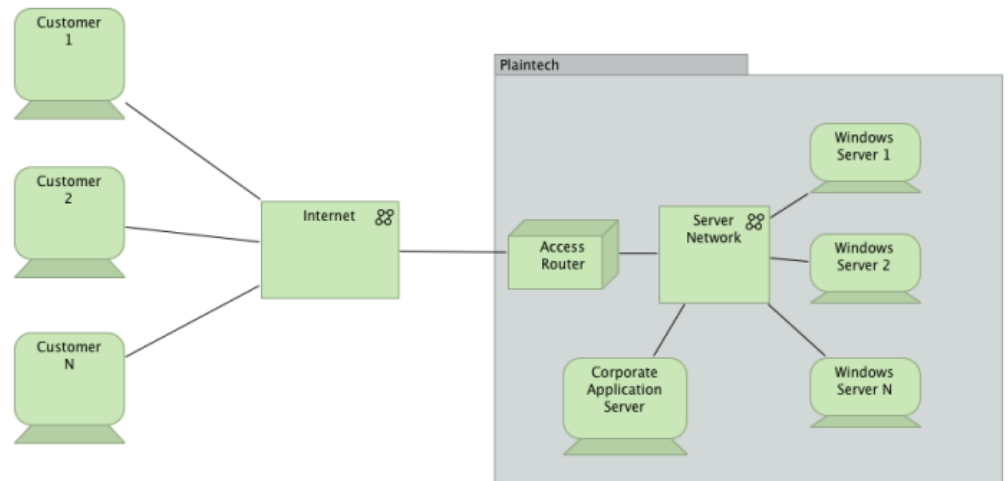 Customer
1
Customer
2
Customer
N
Internet
Plaintech
Access
Router
Server
Network
Windows
Server 1
Windows
Server 2
Windows
Server N
Corporate
Application
Server